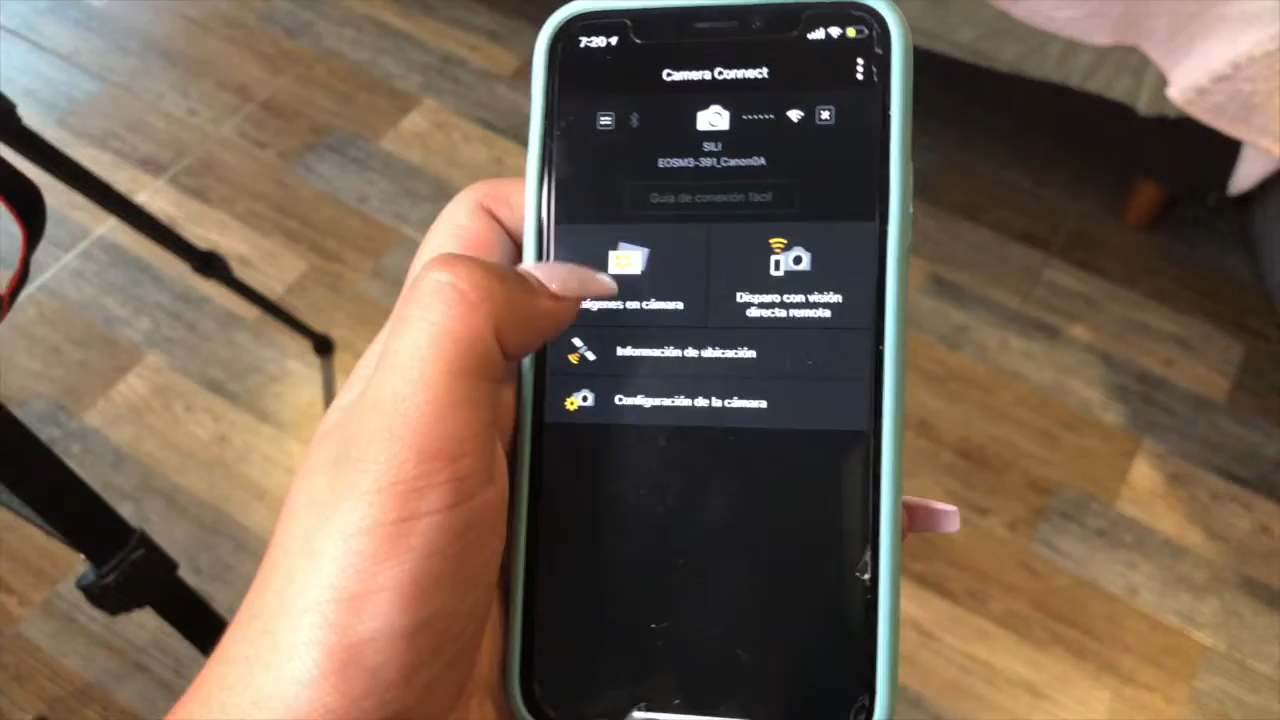 7:20
Camera Connect
SILI
EOSM3-391_CanonDA
Guía de conexión fácil
ágenes en cámara
Disparo con visión
directa remota
Información de ubicación
Configuración de la cámara